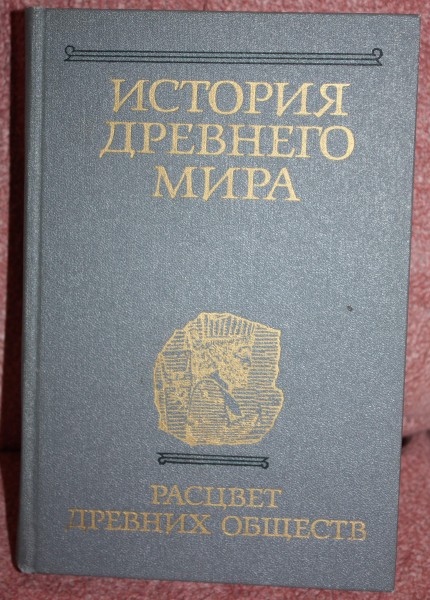 ИСТОРИЯ
ДРЕВНЕГО
МИРА
РАСЦВЕТ
ДРЕВНИХ ОБЩЕСТВ